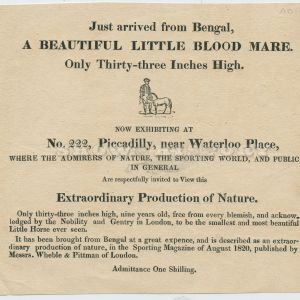 Just arrived from Bengal,
A BEAUTIFUL LITTLE BLOOD MARE.
Only Thirty-three Inches High.
NOW EXHIBITING AT
No. 222, Piccadilly, near Waterloo Place,
WHERE THE ADMIRERS OF NATURE, THE SPORTING WORLD, AND PUBLIC
IN GENERAL
Are respectfully invited to View this
Extraordinary Production of Nature.
Only thirty-three inches high, nine years old, free from every blemish, and acknow-
ledged by the Nobility and Gentry in London, to be the smallest and most beautiful
Little Horse ever seen.
It has been brought from Bengal at a great expence, and is described as an extraor-
dinary production of nature, in the Sporting Magazine of August 1820, published by
Messrs. Wheble & Pittman of London.
Admittance One Shilling.